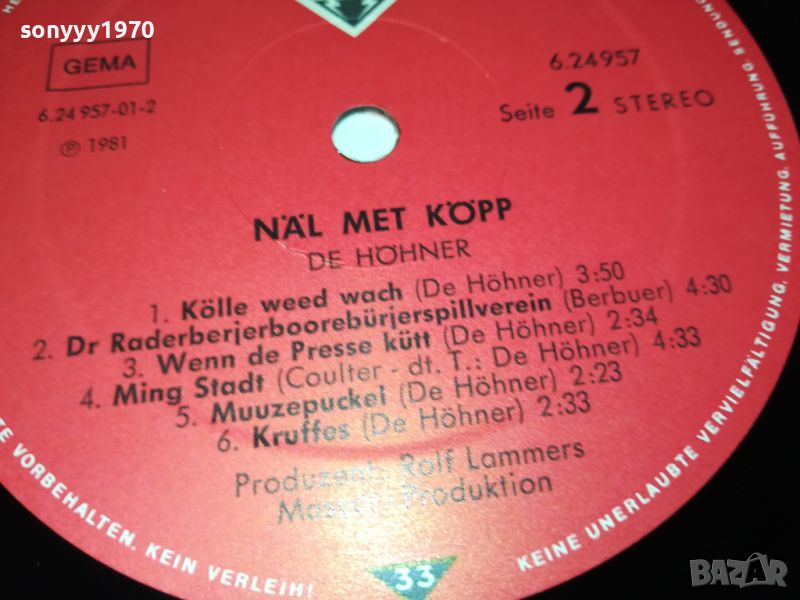 sonyyy1970
GEMA
6.24 957-01-2
℗ 1981
6.24957
Seite 2 STEREO
NÄL MET KÖPP
DE HÖHNER
1. Kölle weed wach (De Höhner) 3:50
2. Dr Raderberjerboorebürjerspillverein (Berbuer) 4:30
3. Wenn de Presse kütt (De Höhner) 2:34
4. Ming Stadt (Coulter - dt. T.: De Höhner) 4:33
5. Muuzepuckel (De Höhner) 2:23
6. Kruffes (De Höhner) 2:33
Produzent: Rolf Lammers
Produktion
33
VORBEHALTEN. KEIN VERLEIH! KEINE UNERLAUBTE VERVIELFÄLTIGUNG, VERMIETUNG, AUFFÜHRUNG, SENDUNG
BAZAR